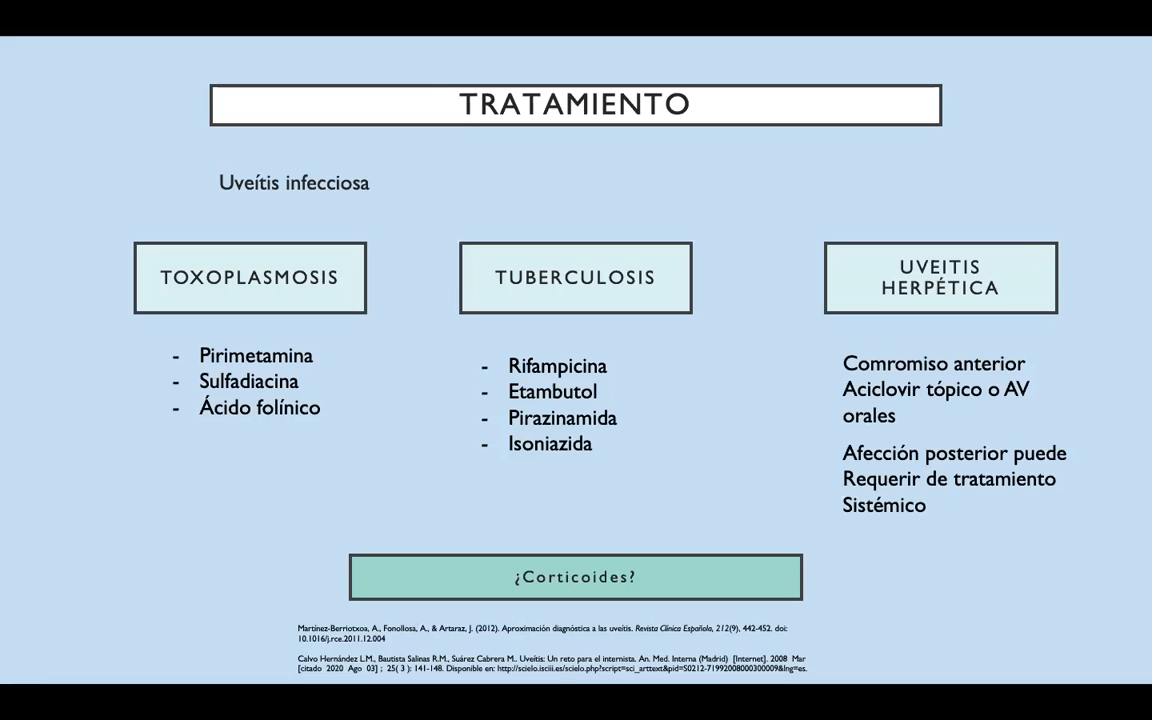 TRATAMIENTO
Uveítis infecciosa
TOXOPLASMOSIS
- Pirimetamina
- Sulfadiacina
- Ácido folínico
TUBERCULOSIS
- Rifampicina
- Etambutol
- Pirazinamida
- Isoniazida
UVEITIS
HERPÉTICA
Compromiso anterior
Aciclovir tópico o AV
orales
Afección posterior puede
Requerir de tratamiento
Sistémico
¿Corticoides?
Martínez-Berriotxoa, A., Fonollosa, A., & Artaraz, J. (2012). Aproximación diagnóstica a las uveítis. Revista Clínica Española, 212(9), 442-452. doi:
10.1016/j.rce.2011.12.004
Calvo Hernández L.M., Bautista Salinas R.M., Suárez Cabrera M.. Uveítis: Un reto para el internista. An. Med. Interna (Madrid) [Internet]. 2008 Mar
[citado 2020 Ago 03] ; 25( 3 ): 141-148. Disponible en: http://scielo.isciii.es/scielo.php?script=sci_arttext&pid=S0212-71992008000300009&lng=es.